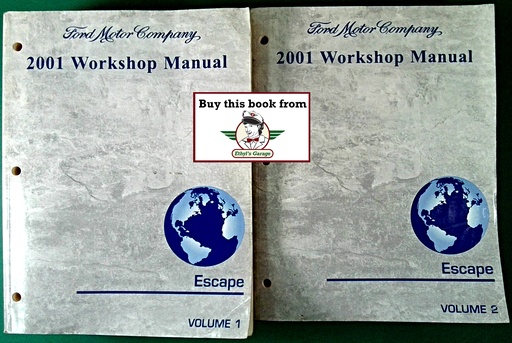 Ford Motor Company
2001 Workshop Manual
Escape
VOLUME 1
Buy this book from
Ethyl's Garage
Ford Motor Company
2001 Workshop Manual
Escape
VOLUME 2